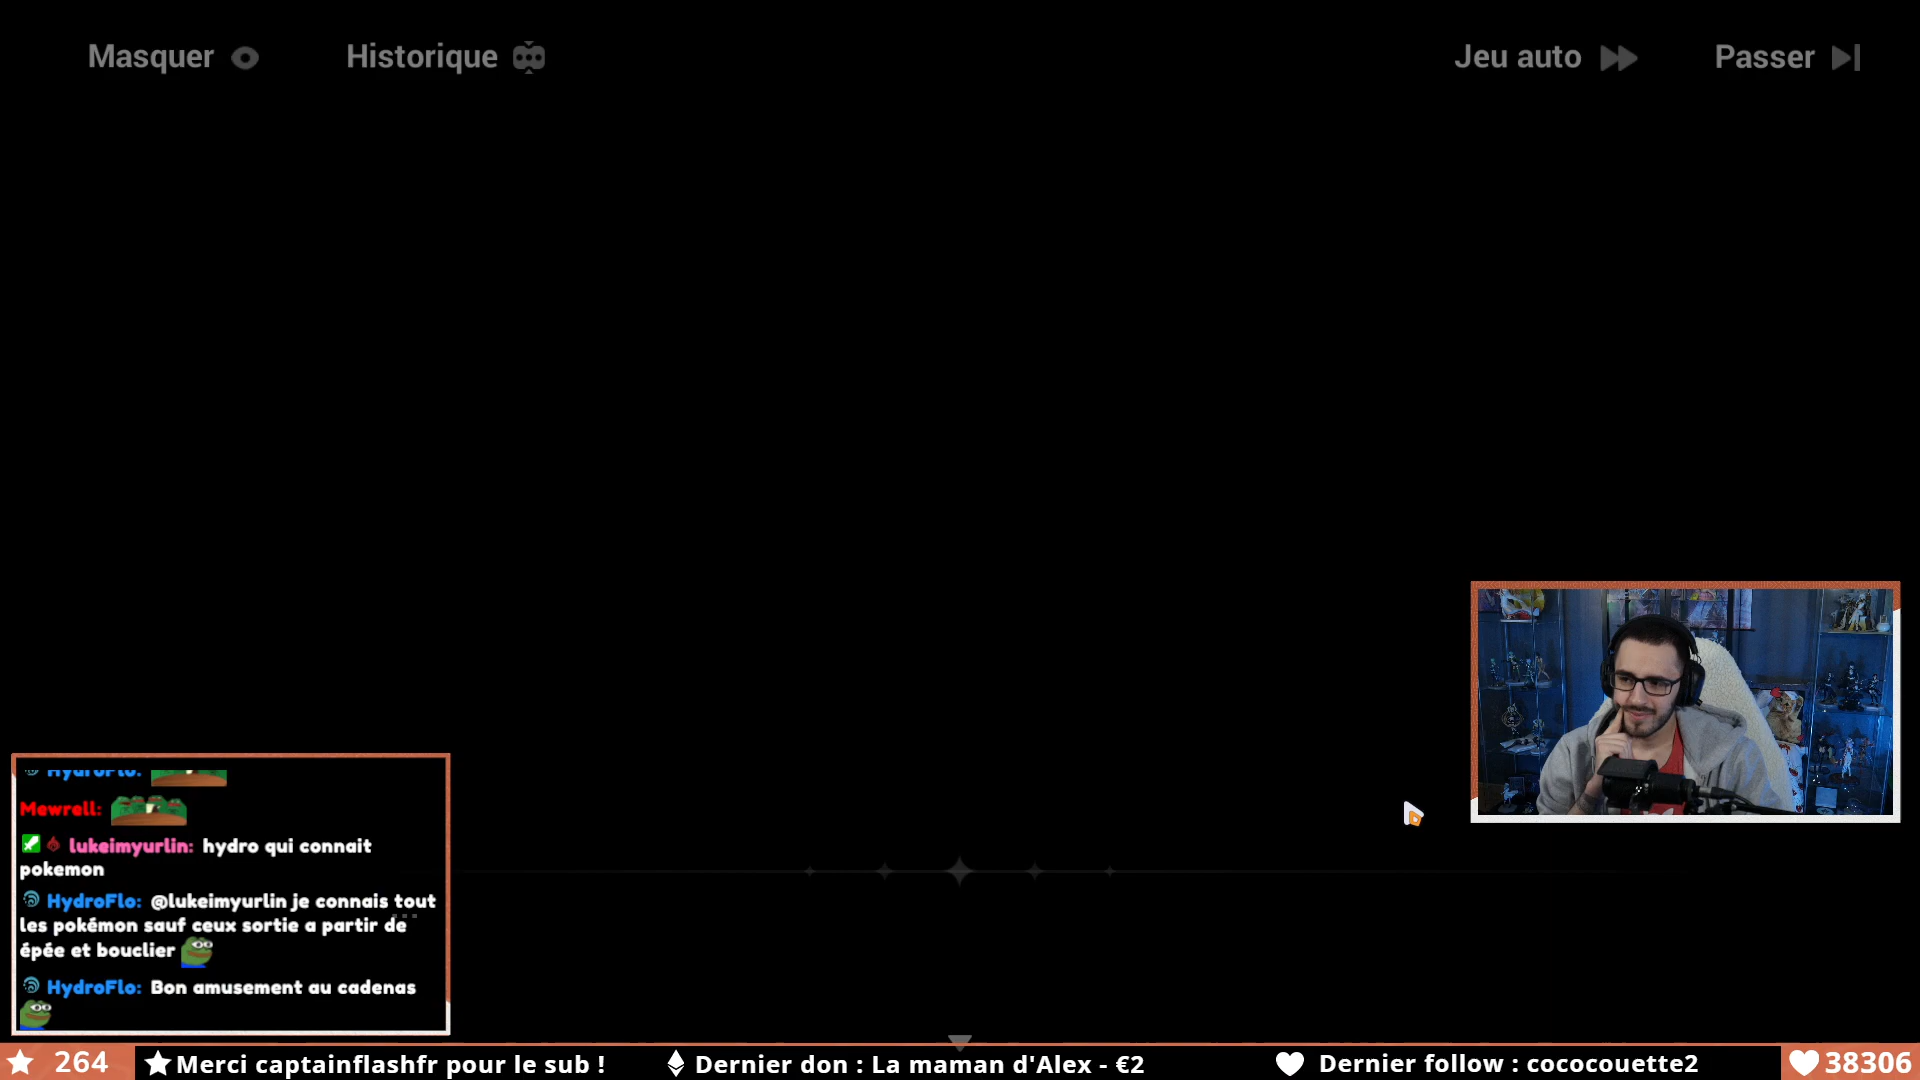 Masquer
Historique
Jeu auto
Passer
HydroFlo:
Mewrell:
lukeimyurlin: hydro qui connait
pokemon
HydroFlo: @lukeimyurlin je connais tout
les pokémon sauf ceux sortie a partir de
épée et bouclier
HydroFlo: Bon amusement au cadenas
...
264
Merci captainflashfr pour le sub !
Dernier don : La maman d'Alex - €2
Dernier follow : cococouette2
38306